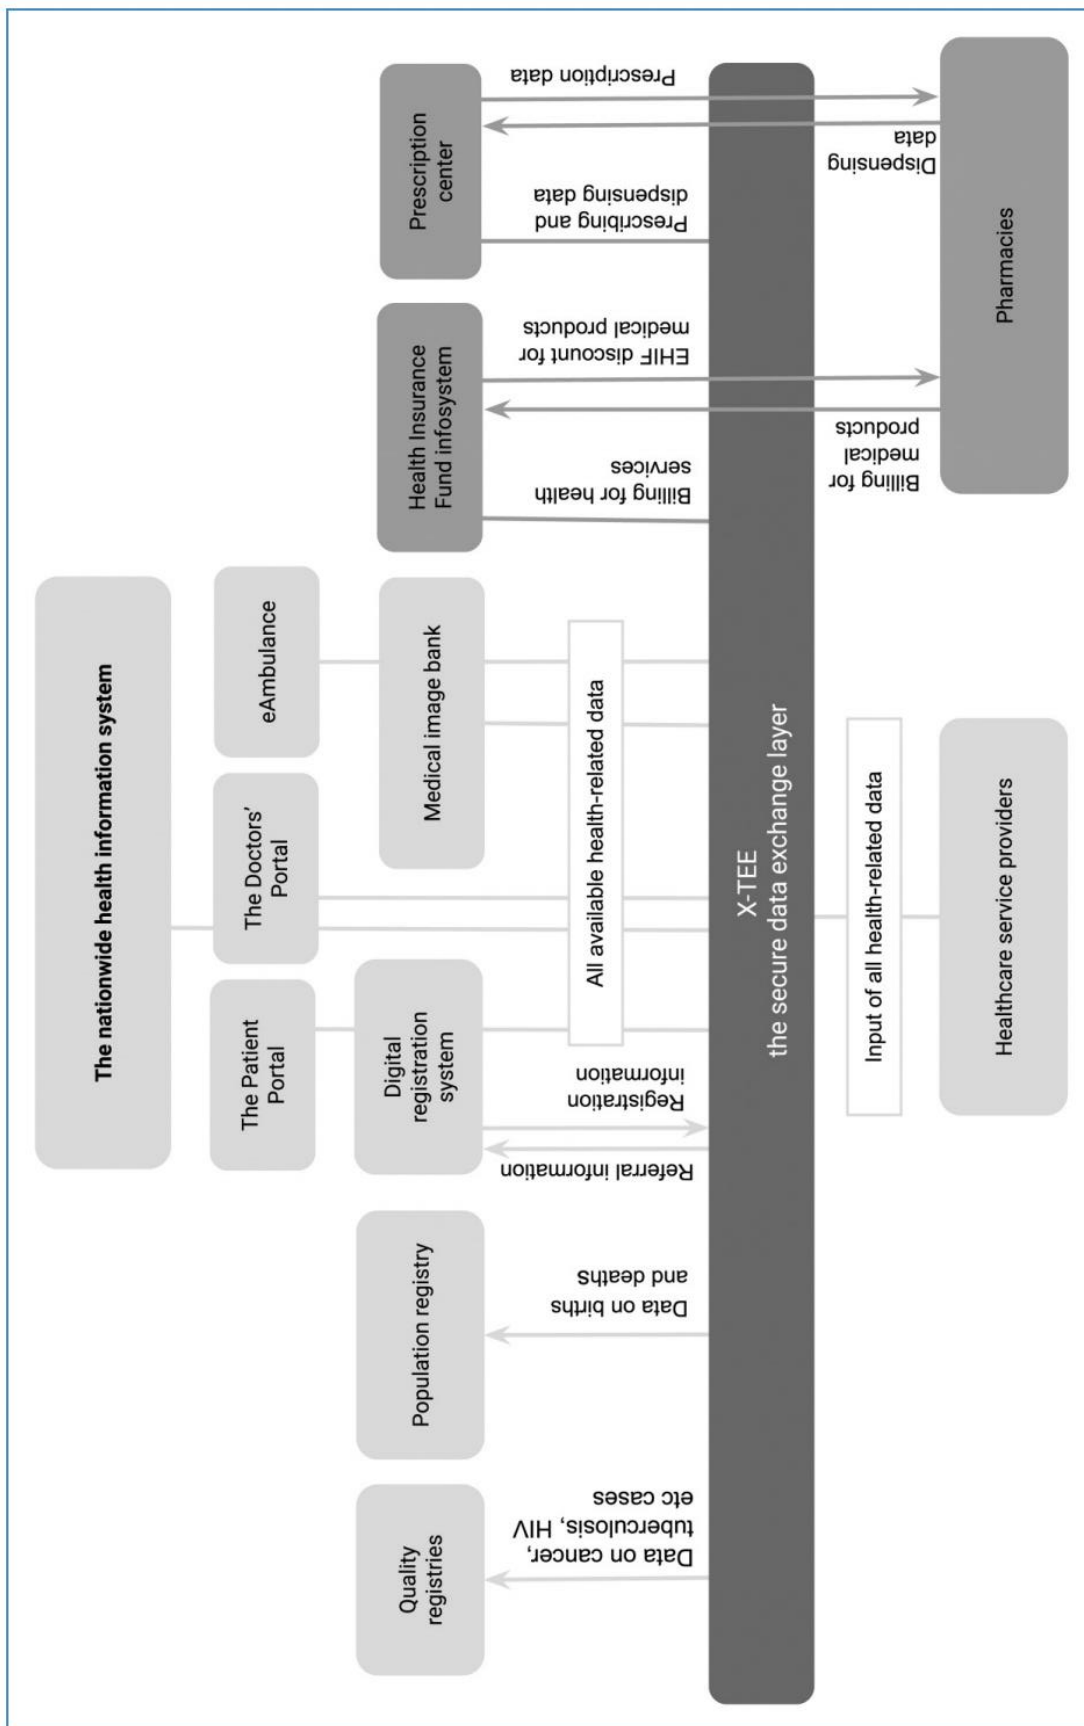 The nationwide health information system
The Patient
Portal
The Doctors'
Portal
eAmbulance
Quality
registries
Population registry
Digital
registration
system
Medical image bank
Health Insurance
Fund infosystem
Prescription
center
Data on cancer,
tuberculosis, HIV
etc cases
Data on births
and deaths
Referral information
Registration
information
All available health-related data
Billing for health
services
EHIF discount for
medical products
Prescribing and
dispensing data
Prescription data
X-TEE
the secure data exchange layer
Input of all health-related data
Billing for
medical
products
Dispensing
data
Healthcare service providers
Pharmacies